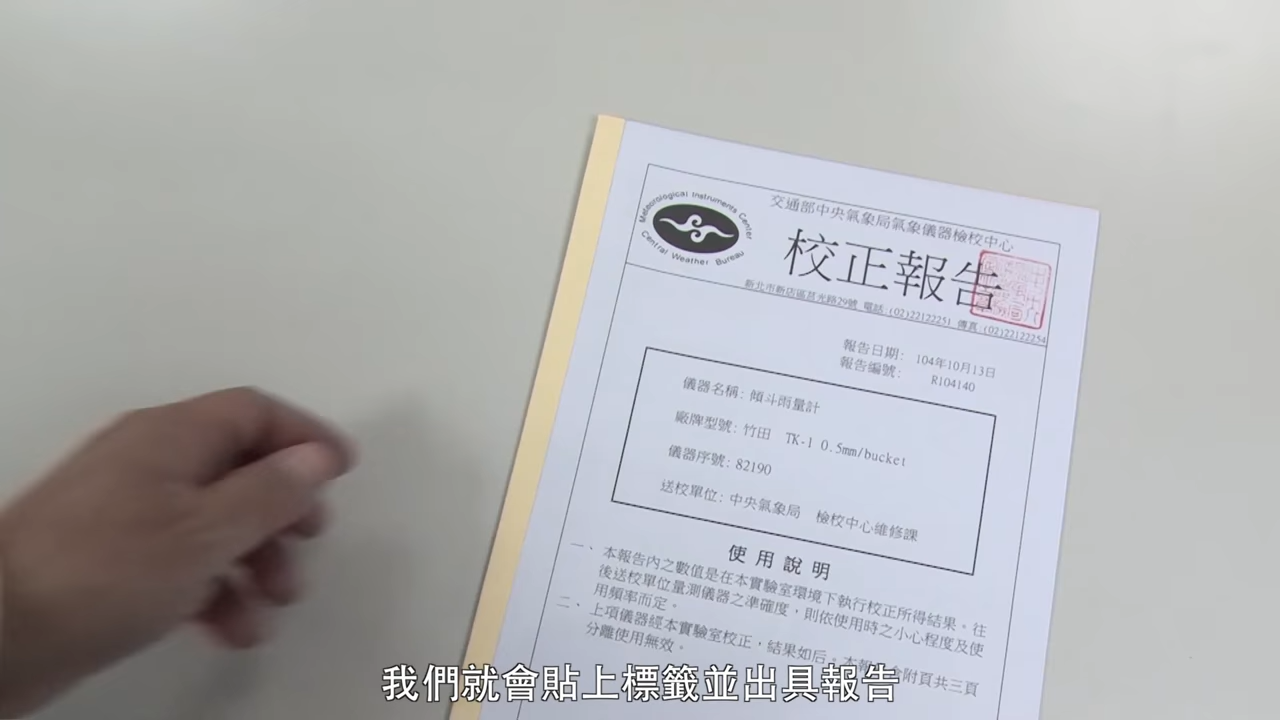 交通部中央氣象局氣象儀器檢校中心
Meteorological Instruments Center
Central Weather Bureau
校正報告
新北市新店區莒光路29號 電話:(02)22122251 傳真:(02)22122254
報告日期: 104年10月13日
報告編號: R104140
儀器名稱: 傾斗雨量計
廠牌型號: 竹田 TK-1 0.5mm/bucket
儀器序號: 82190
送校單位: 中央氣象局 檢校中心維修課
使用說明
一、本報告內之數值是在本實驗室環境下執行校正所得結果。往
後送校單位量測儀器之準確度,則依使用時之小心程度及使
用頻率而定。
二、上項儀器經本實驗室校正,結果如后。本報 含附頁共三頁
分離使用無效。
我們就會貼上標籤並出具報告